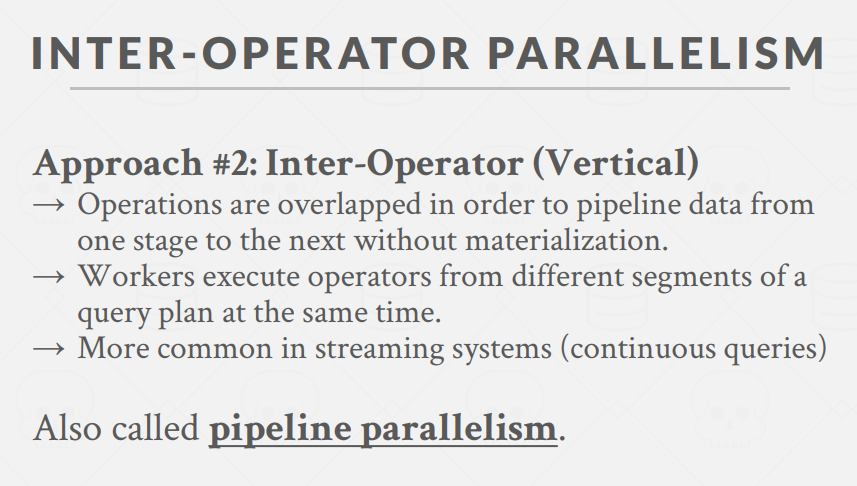 INTER-OPERATOR PARALLELISM
Approach #2: Inter-Operator (Vertical)
→ Operations are overlapped in order to pipeline data from
one stage to the next without materialization.
→ Workers execute operators from different segments of a
query plan at the same time.
→ More common in streaming systems (continuous queries)
Also called pipeline parallelism.